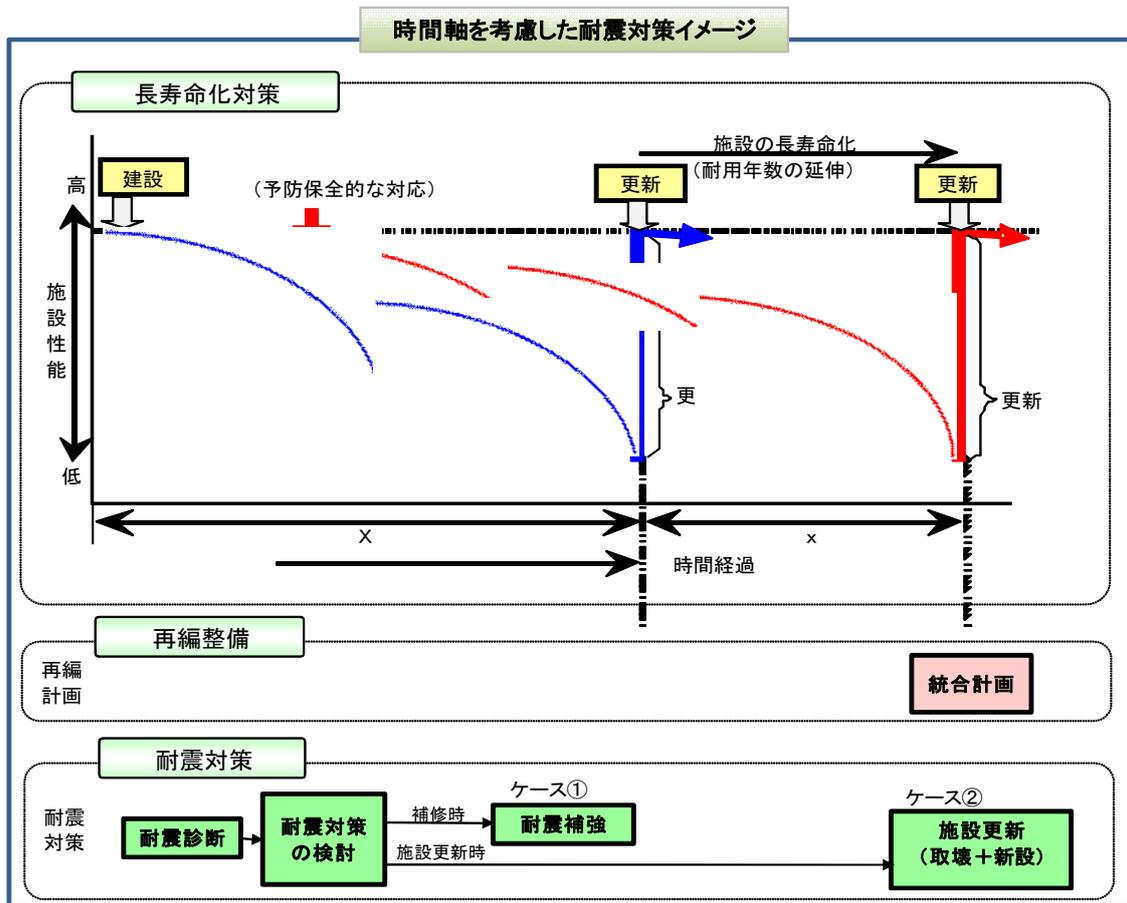 時間軸を考慮した耐震対策イメージ
長寿命化対策
施設の長寿命化
(耐用年数の延伸)
高
建設
(予防保全的な対応)
更新
更新
施設性能
更
更新
低
X
x
時間経過
再編整備
再編
計画
統合計画
耐震対策
耐震
対策
耐震診断
耐震対策
の検討
補修時
施設更新時
ケース①
耐震補強
ケース②
施設更新
(取壊+新設)